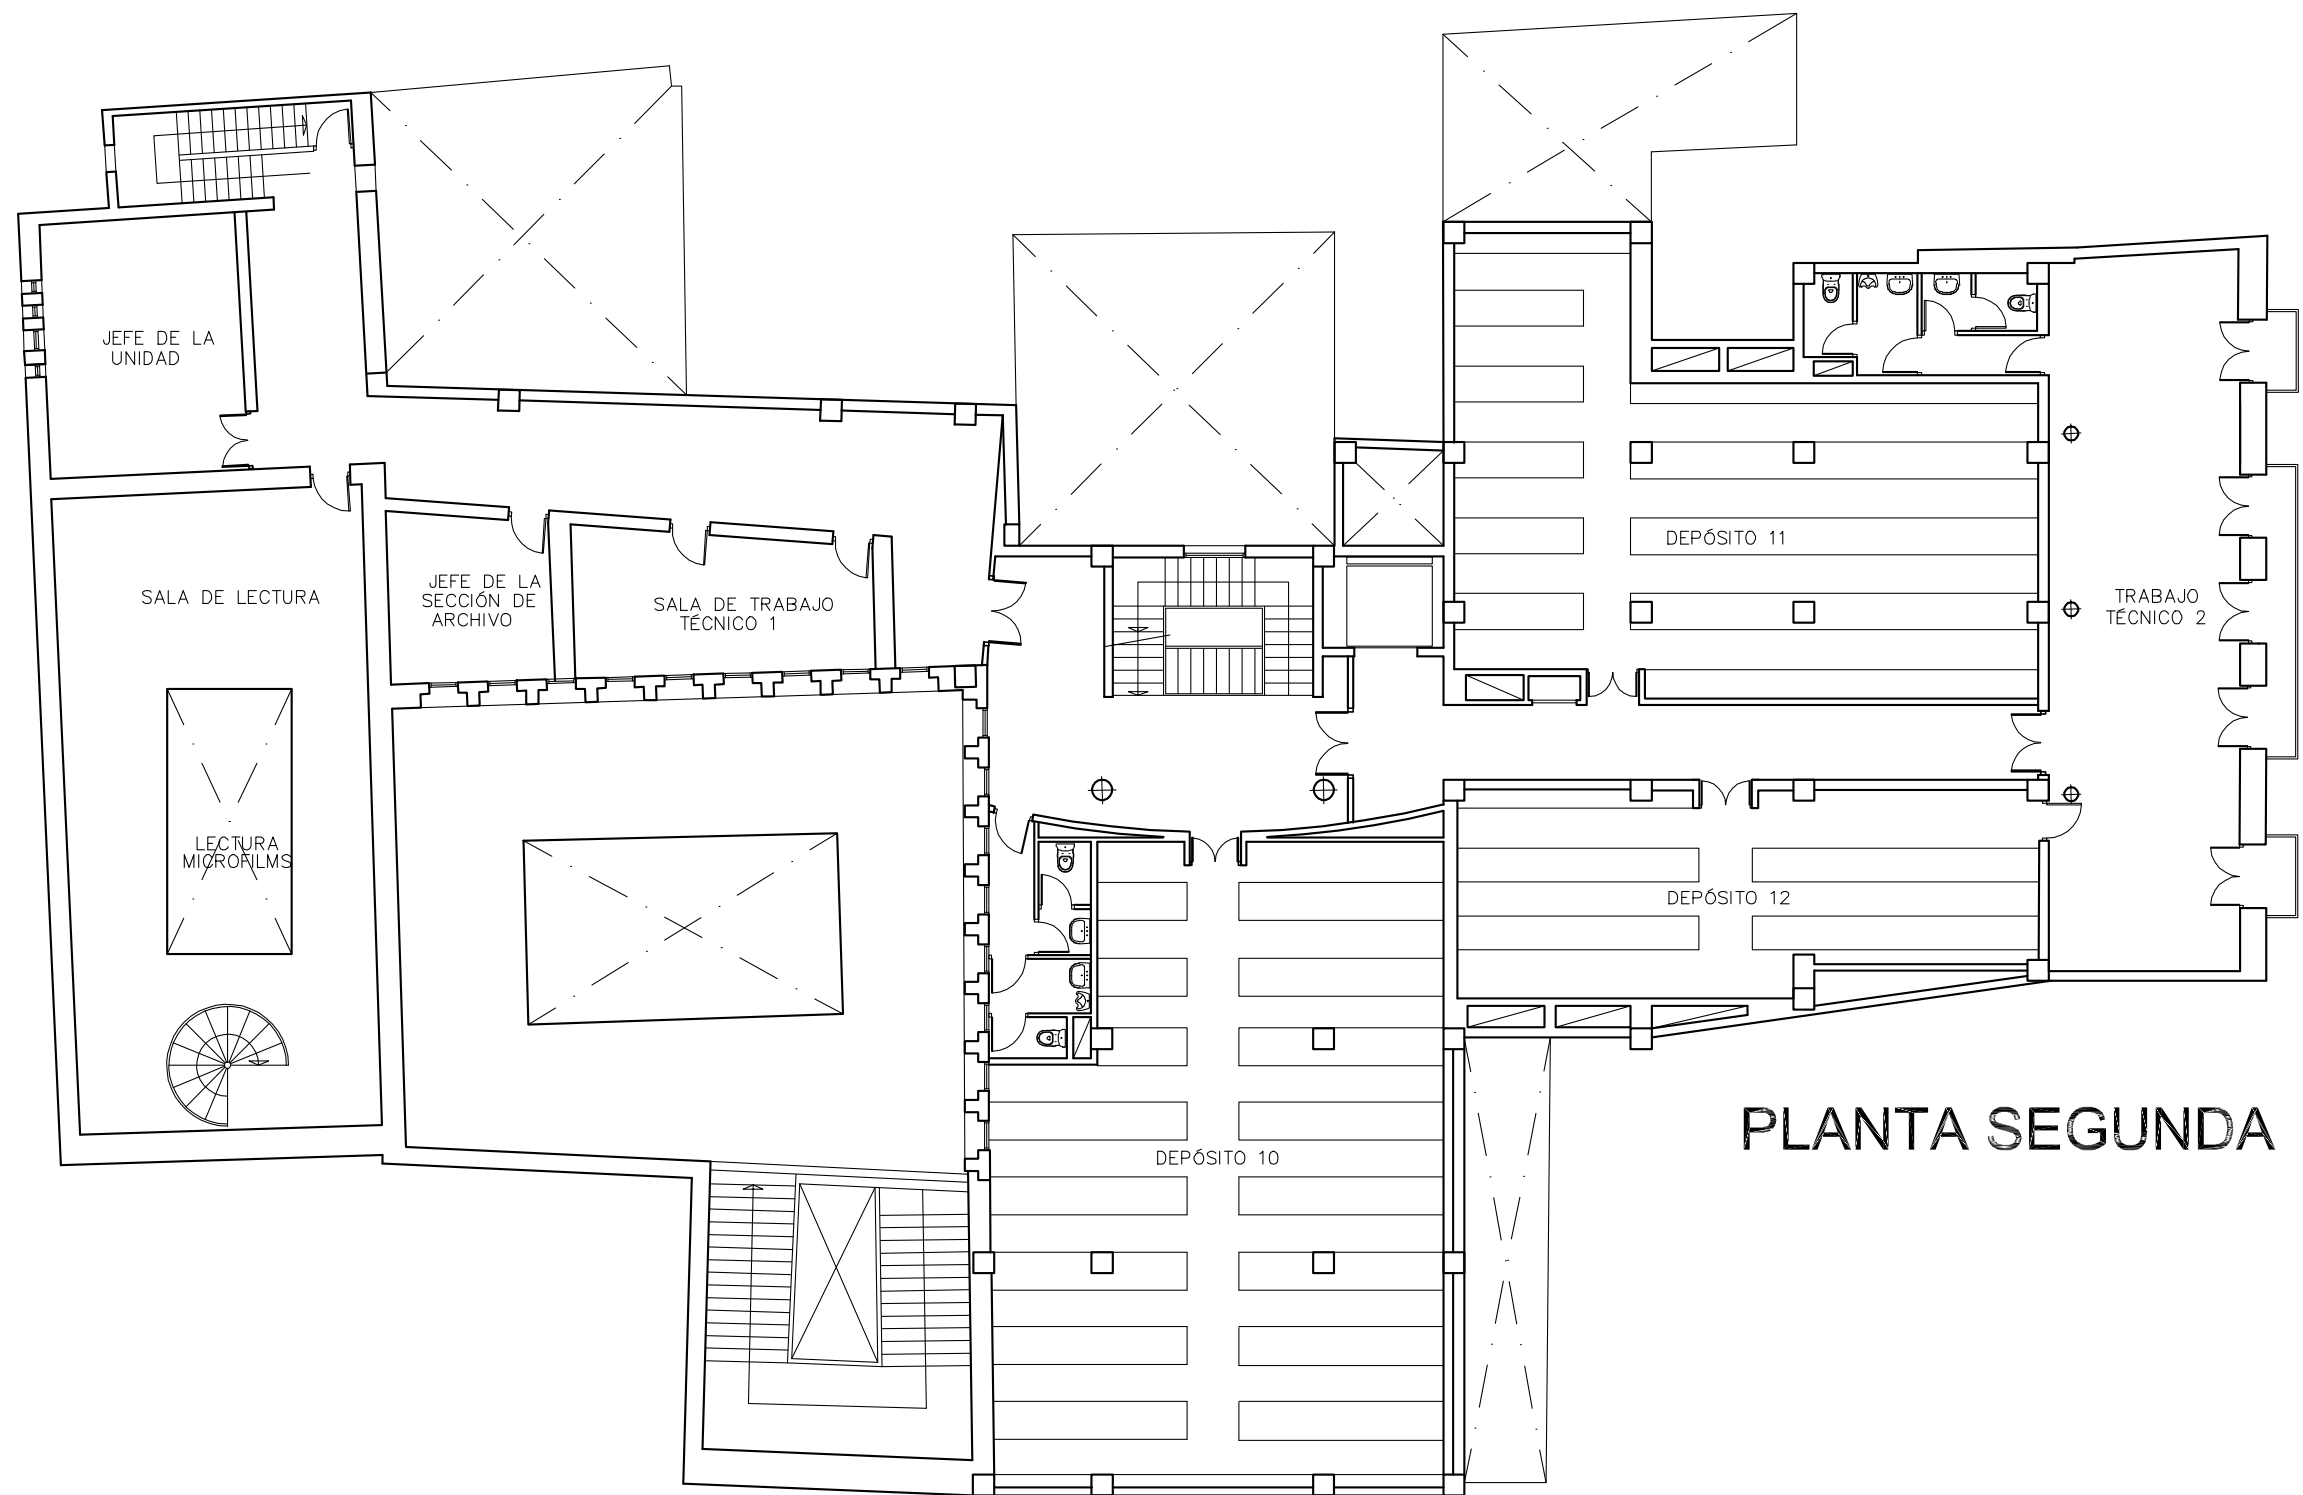 JEFE DE LA
UNIDAD
SALA DE LECTURA
JEFE DE LA
SECCIÓN DE
ARCHIVO
SALA DE TRABAJO
TÉCNICO 1
DEPÓSITO 11
TRABAJO
TÉCNICO 2
LECTURA
MICROFILMS
DEPÓSITO 12
DEPÓSITO 10
PLANTA SEGUNDA